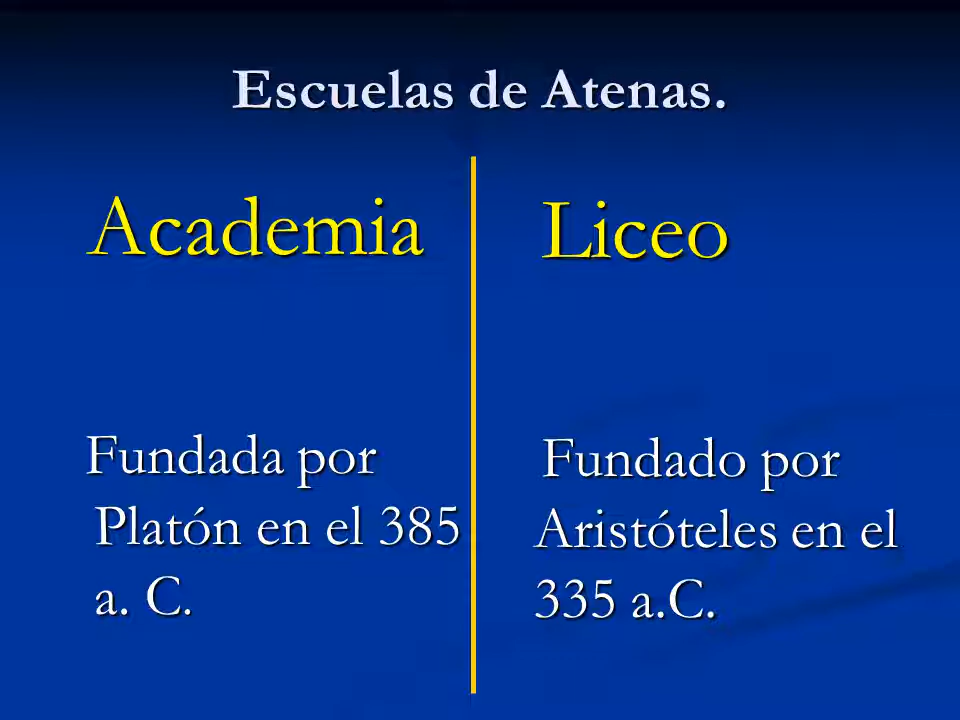 Escuelas de Atenas.
Academia
Fundada por
Platón en el 385
a. C.
Liceo
Fundado por
Aristóteles en el
335 a.C.